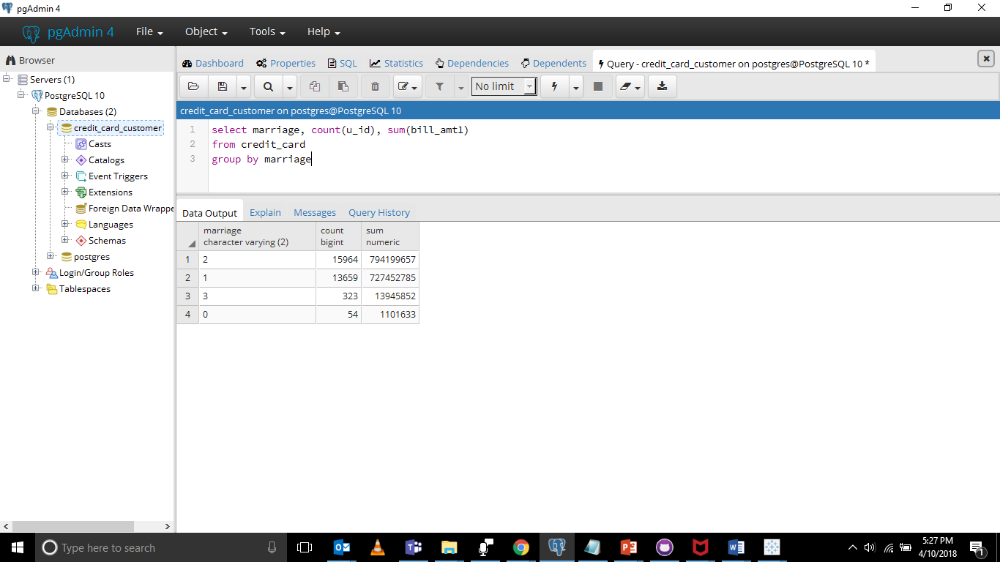 pgAdmin 4
pgAdmin 4 File Object Tools Help
Browser
Servers (1)
PostgreSQL 10
Databases (2)
credit_card_customer
Casts
Catalogs
Event Triggers
Extensions
Foreign Data Wrappe
Languages
Schemas
postgres
Login/Group Roles
Tablespaces
Dashboard Properties SQL Statistics Dependencies Dependents Query - credit_card_customer on postgres@PostgreSQL 10 *
No limit
credit_card_customer on postgres@PostgreSQL 10
1 select marriage, count(u_id), sum(bill_amt1)
2 from credit_card
3 group by marriage
Data Output Explain Messages Query History
marriage count sum
character varying (2) bigint numeric
1 2 15964 794199657
2 1 13659 727452785
3 3 323 13945852
4 0 54 1101633
Type here to search
5:27 PM
4/10/2018
1